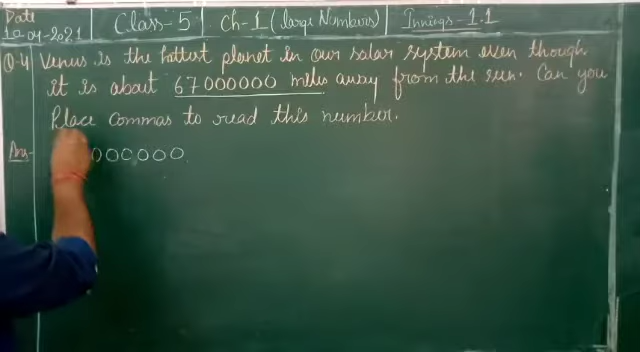 Date
10-04-2021
Class-5 Ch-1 (large Numbers) Innings-1.1
Q-4 Venus is the hottest planet in our solar system even though
it is about 67000000 miles away from the sun. Can you
Place commas to read this number.
Ans- 000000